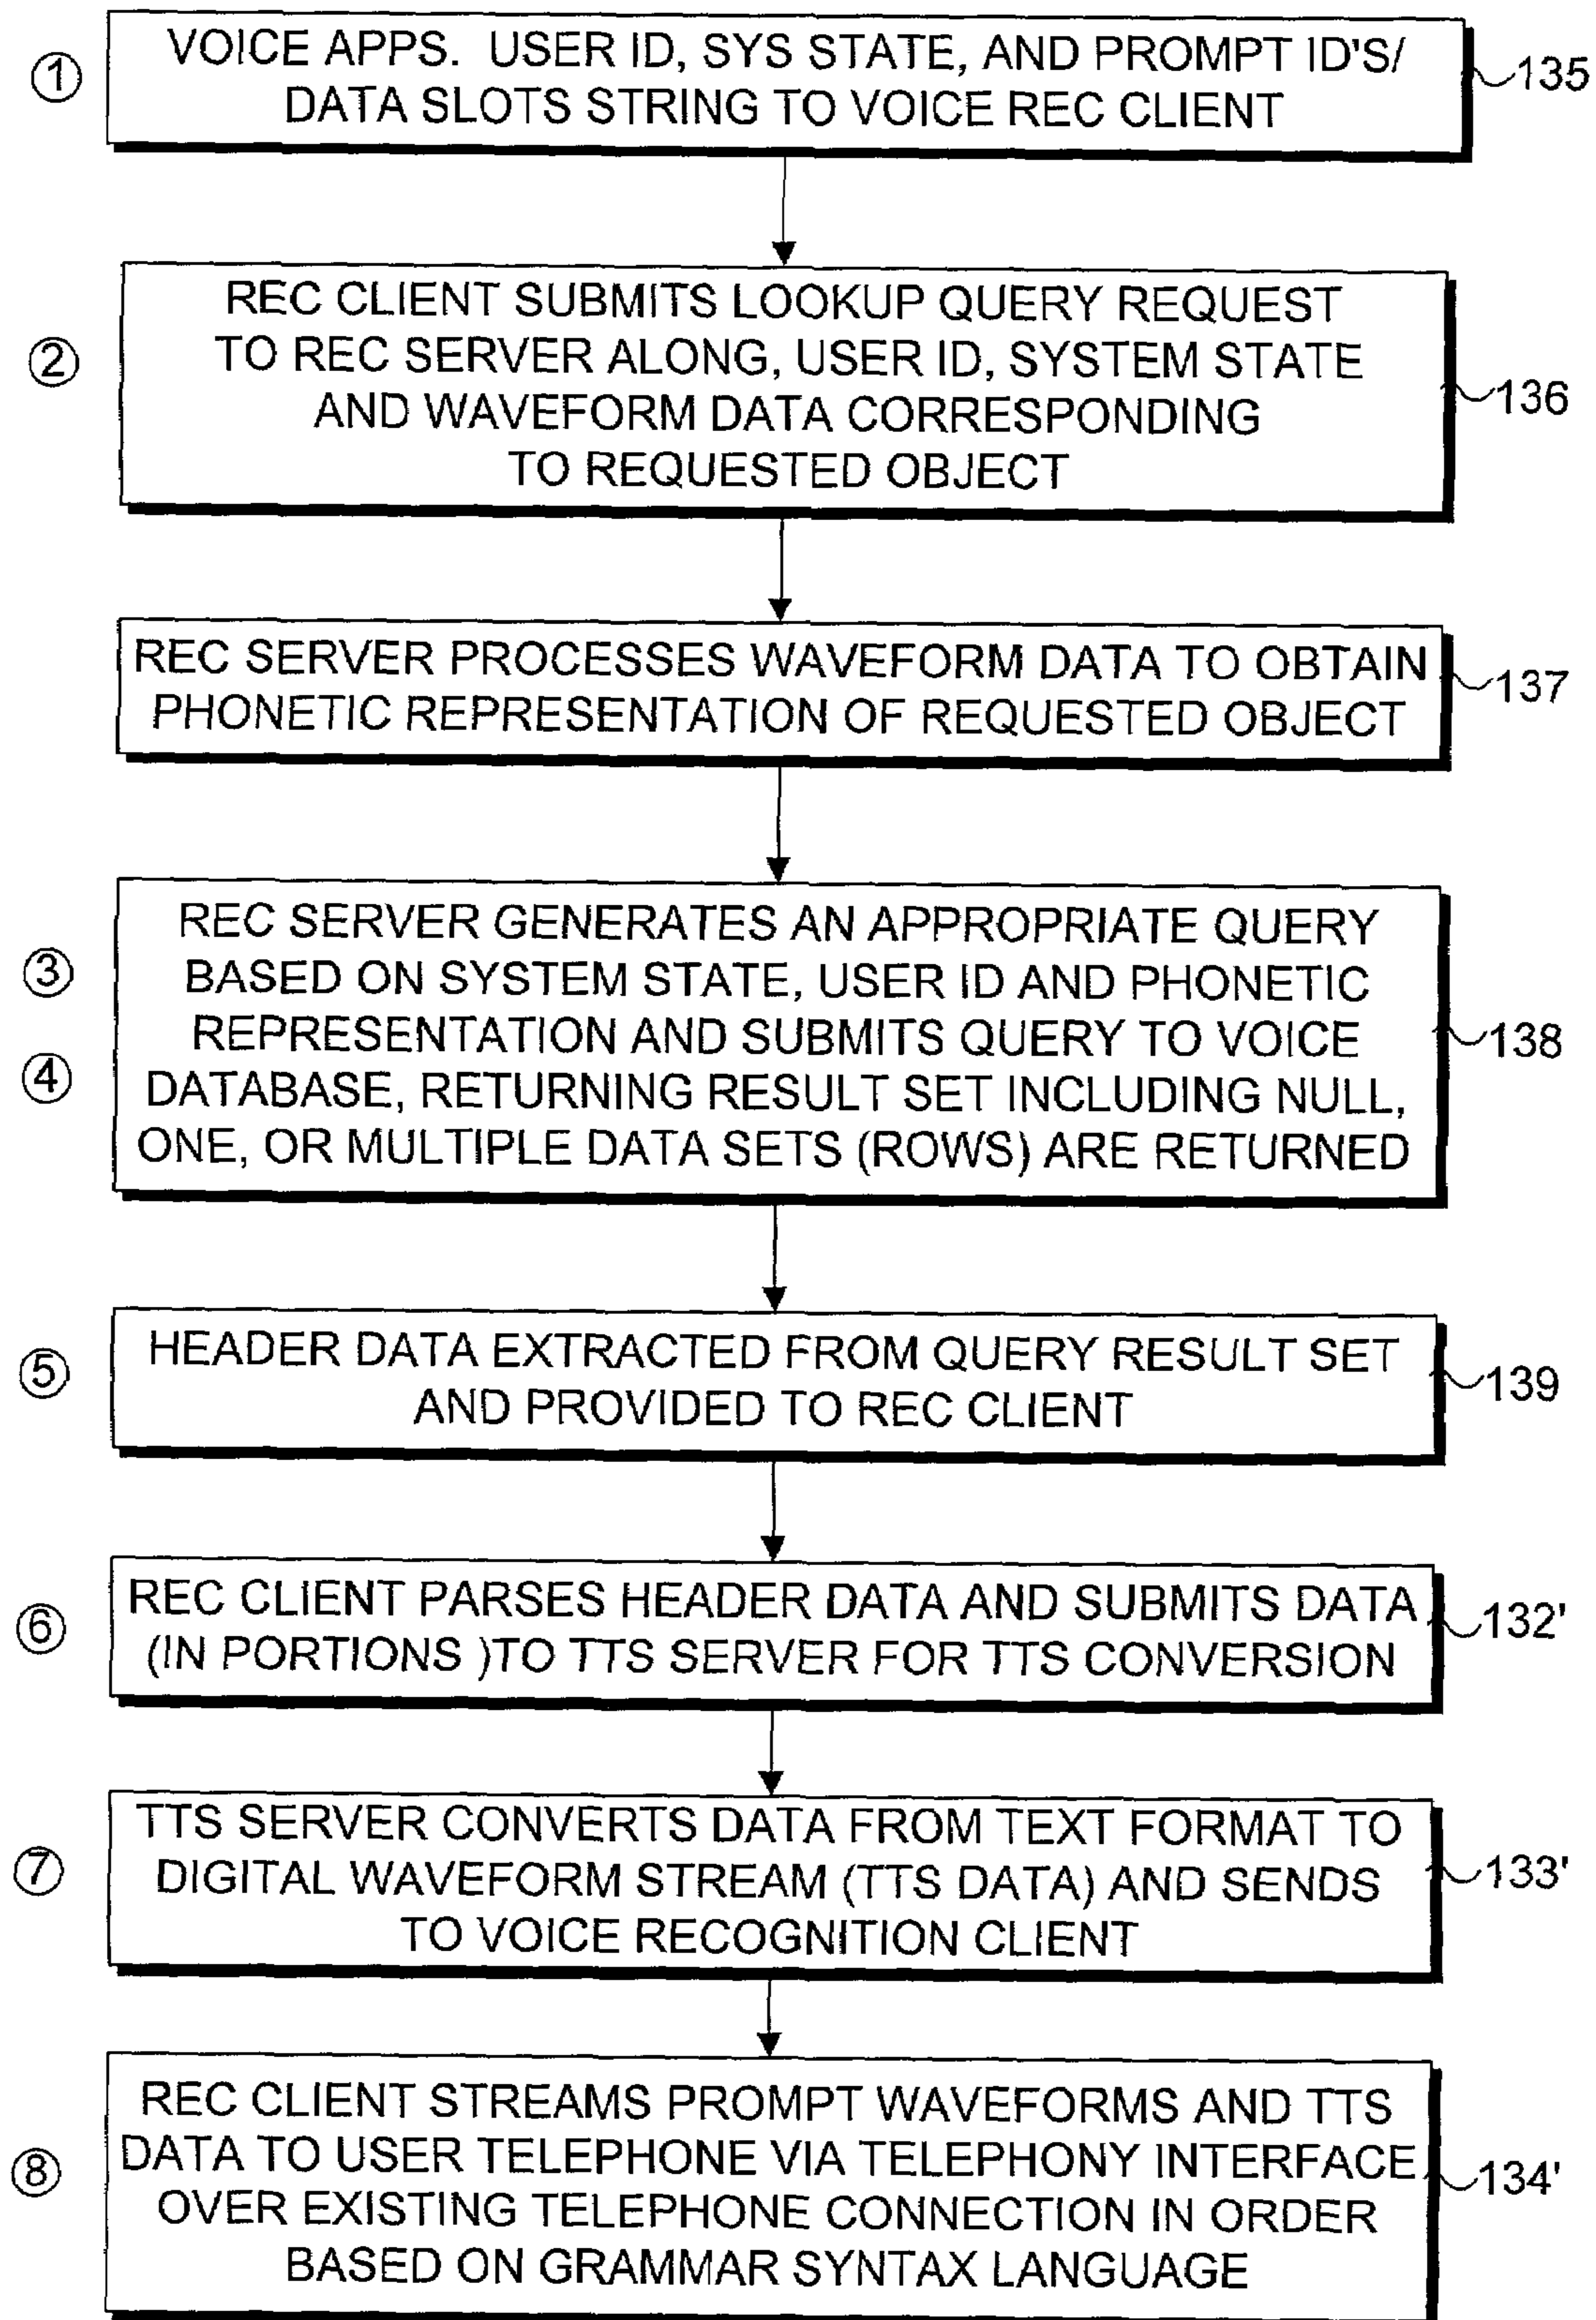 ① VOICE APPS. USER ID, SYS STATE, AND PROMPT ID'S/ 135
DATA SLOTS STRING TO VOICE REC CLIENT
② REC CLIENT SUBMITS LOOKUP QUERY REQUEST
TO REC SERVER ALONG, USER ID, SYSTEM STATE
AND WAVEFORM DATA CORRESPONDING 136
TO REQUESTED OBJECT
REC SERVER PROCESSES WAVEFORM DATA TO OBTAIN 137
PHONETIC REPRESENTATION OF REQUESTED OBJECT
REC SERVER GENERATES AN APPROPRIATE QUERY
③ BASED ON SYSTEM STATE, USER ID AND PHONETIC
REPRESENTATION AND SUBMITS QUERY TO VOICE 138
④ DATABASE, RETURNING RESULT SET INCLUDING NULL,
ONE, OR MULTIPLE DATA SETS (ROWS) ARE RETURNED
⑤ HEADER DATA EXTRACTED FROM QUERY RESULT SET 139
AND PROVIDED TO REC CLIENT
⑥ REC CLIENT PARSES HEADER DATA AND SUBMITS DATA 132'
(IN PORTIONS )TO TTS SERVER FOR TTS CONVERSION
TTS SERVER CONVERTS DATA FROM TEXT FORMAT TO
⑦ DIGITAL WAVEFORM STREAM (TTS DATA) AND SENDS 133'
TO VOICE RECOGNITION CLIENT
REC CLIENT STREAMS PROMPT WAVEFORMS AND TTS
⑧ DATA TO USER TELEPHONE VIA TELEPHONY INTERFACE 134'
OVER EXISTING TELEPHONE CONNECTION IN ORDER
BASED ON GRAMMAR SYNTAX LANGUAGE